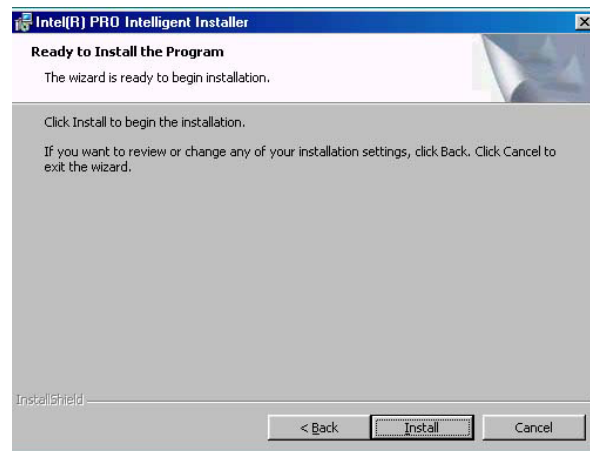 Intel(R) PRO Intelligent Installer
Ready to Install the Program
The wizard is ready to begin installation.
Click Install to begin the installation.
If you want to review or change any of your installation settings, click Back. Click Cancel to
exit the wizard.
InstallShield
< Back Install Cancel